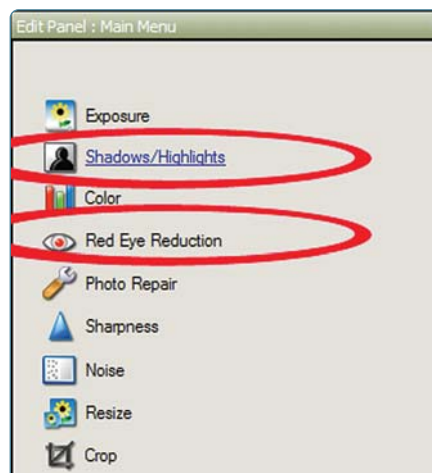 Edit Panel : Main Menu
Exposure
Shadows/Highlights
Color
Red Eye Reduction
Photo Repair
Sharpness
Noise
Resize
Crop